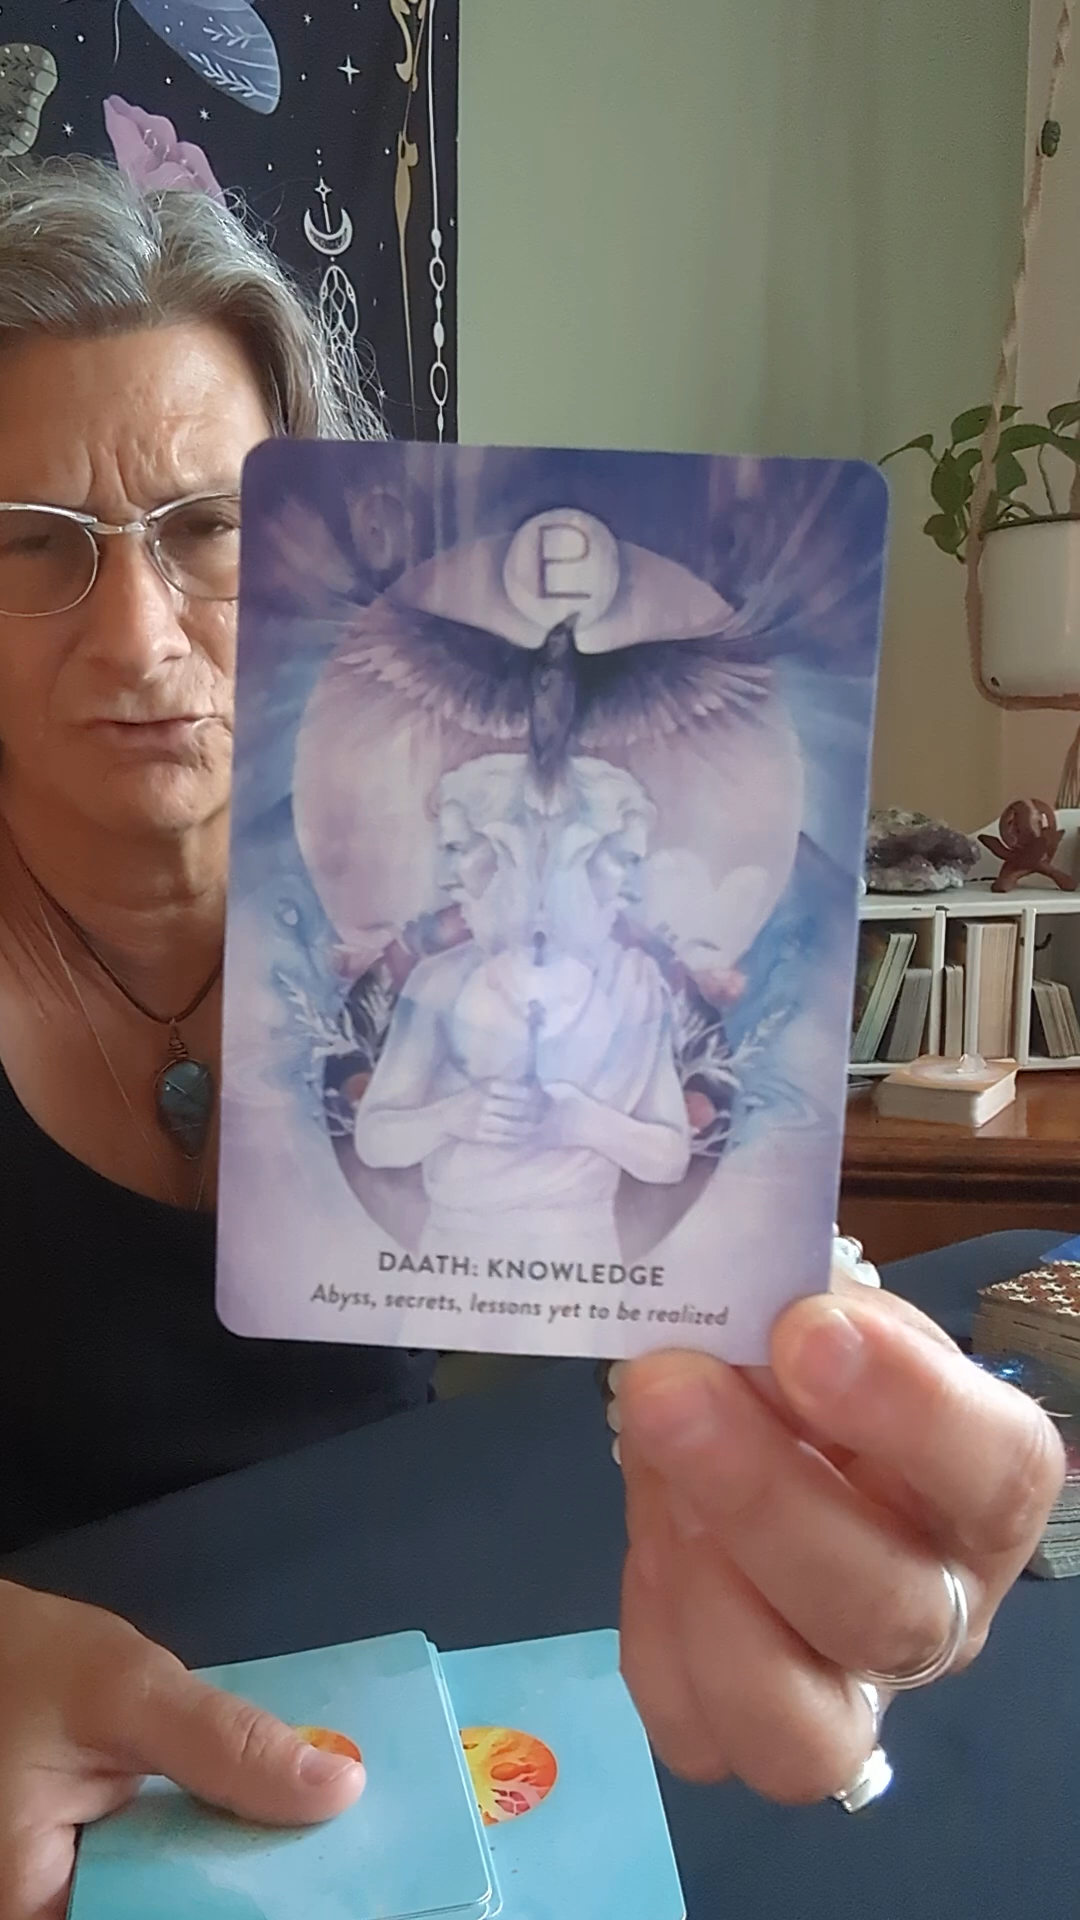 DAATH: KNOWLEDGE
Abyss, secrets, lessons yet to be realized